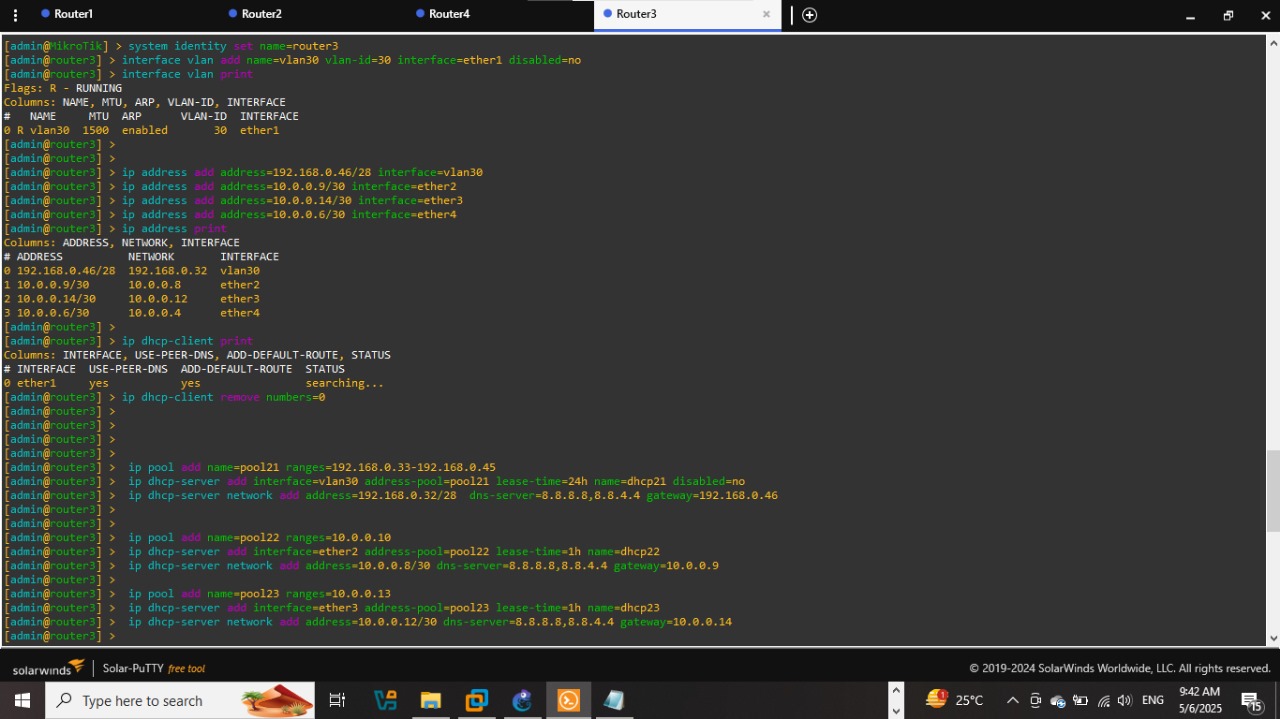 Router1
Router2
Router4
Router3
[admin@MikroTik] > system identity set name=router3
[admin@router3] > interface vlan add name=vlan30 vlan-id=30 interface=ether1 disabled=no
[admin@router3] > interface vlan print
Flags: R - RUNNING
Columns: NAME, MTU, ARP, VLAN-ID, INTERFACE
#   NAME     MTU  ARP      VLAN-ID  INTERFACE
0 R vlan30  1500  enabled       30  ether1
[admin@router3] >
[admin@router3] >
[admin@router3] > ip address add address=192.168.0.46/28 interface=vlan30
[admin@router3] > ip address add address=10.0.0.9/30 interface=ether2
[admin@router3] > ip address add address=10.0.0.14/30 interface=ether3
[admin@router3] > ip address add address=10.0.0.6/30 interface=ether4
[admin@router3] > ip address print
Columns: ADDRESS, NETWORK, INTERFACE
# ADDRESS          NETWORK       INTERFACE
0 192.168.0.46/28  192.168.0.32  vlan30
1 10.0.0.9/30      10.0.0.8      ether2
2 10.0.0.14/30     10.0.0.12     ether3
3 10.0.0.6/30      10.0.0.4      ether4
[admin@router3] >
[admin@router3] > ip dhcp-client print
Columns: INTERFACE, USE-PEER-DNS, ADD-DEFAULT-ROUTE, STATUS
# INTERFACE  USE-PEER-DNS  ADD-DEFAULT-ROUTE  STATUS
0 ether1     yes           yes                searching...
[admin@router3] > ip dhcp-client remove numbers=0
[admin@router3] >
[admin@router3] >
[admin@router3] >
[admin@router3] >
[admin@router3] >  ip pool add name=pool21 ranges=192.168.0.33-192.168.0.45
[admin@router3] >  ip dhcp-server add interface=vlan30 address-pool=pool21 lease-time=24h name=dhcp21 disabled=no
[admin@router3] >  ip dhcp-server network add address=192.168.0.32/28  dns-server=8.8.8.8,8.8.4.4 gateway=192.168.0.46
[admin@router3] >
[admin@router3] >
[admin@router3] >  ip pool add name=pool22 ranges=10.0.0.10
[admin@router3] >  ip dhcp-server add interface=ether2 address-pool=pool22 lease-time=1h name=dhcp22
[admin@router3] >  ip dhcp-server network add address=10.0.0.8/30 dns-server=8.8.8.8,8.8.4.4 gateway=10.0.0.9
[admin@router3] >
[admin@router3] >  ip pool add name=pool23 ranges=10.0.0.13
[admin@router3] >  ip dhcp-server add interface=ether3 address-pool=pool23 lease-time=1h name=dhcp23
[admin@router3] >  ip dhcp-server network add address=10.0.0.12/30 dns-server=8.8.8.8,8.8.4.4 gateway=10.0.0.14
[admin@router3] >
solarwinds Solar-PuTTY free tool
© 2019-2024 SolarWinds Worldwide, LLC. All rights reserved.
Type here to search
1
25°C
ENG
9:42 AM
5/6/2025
15